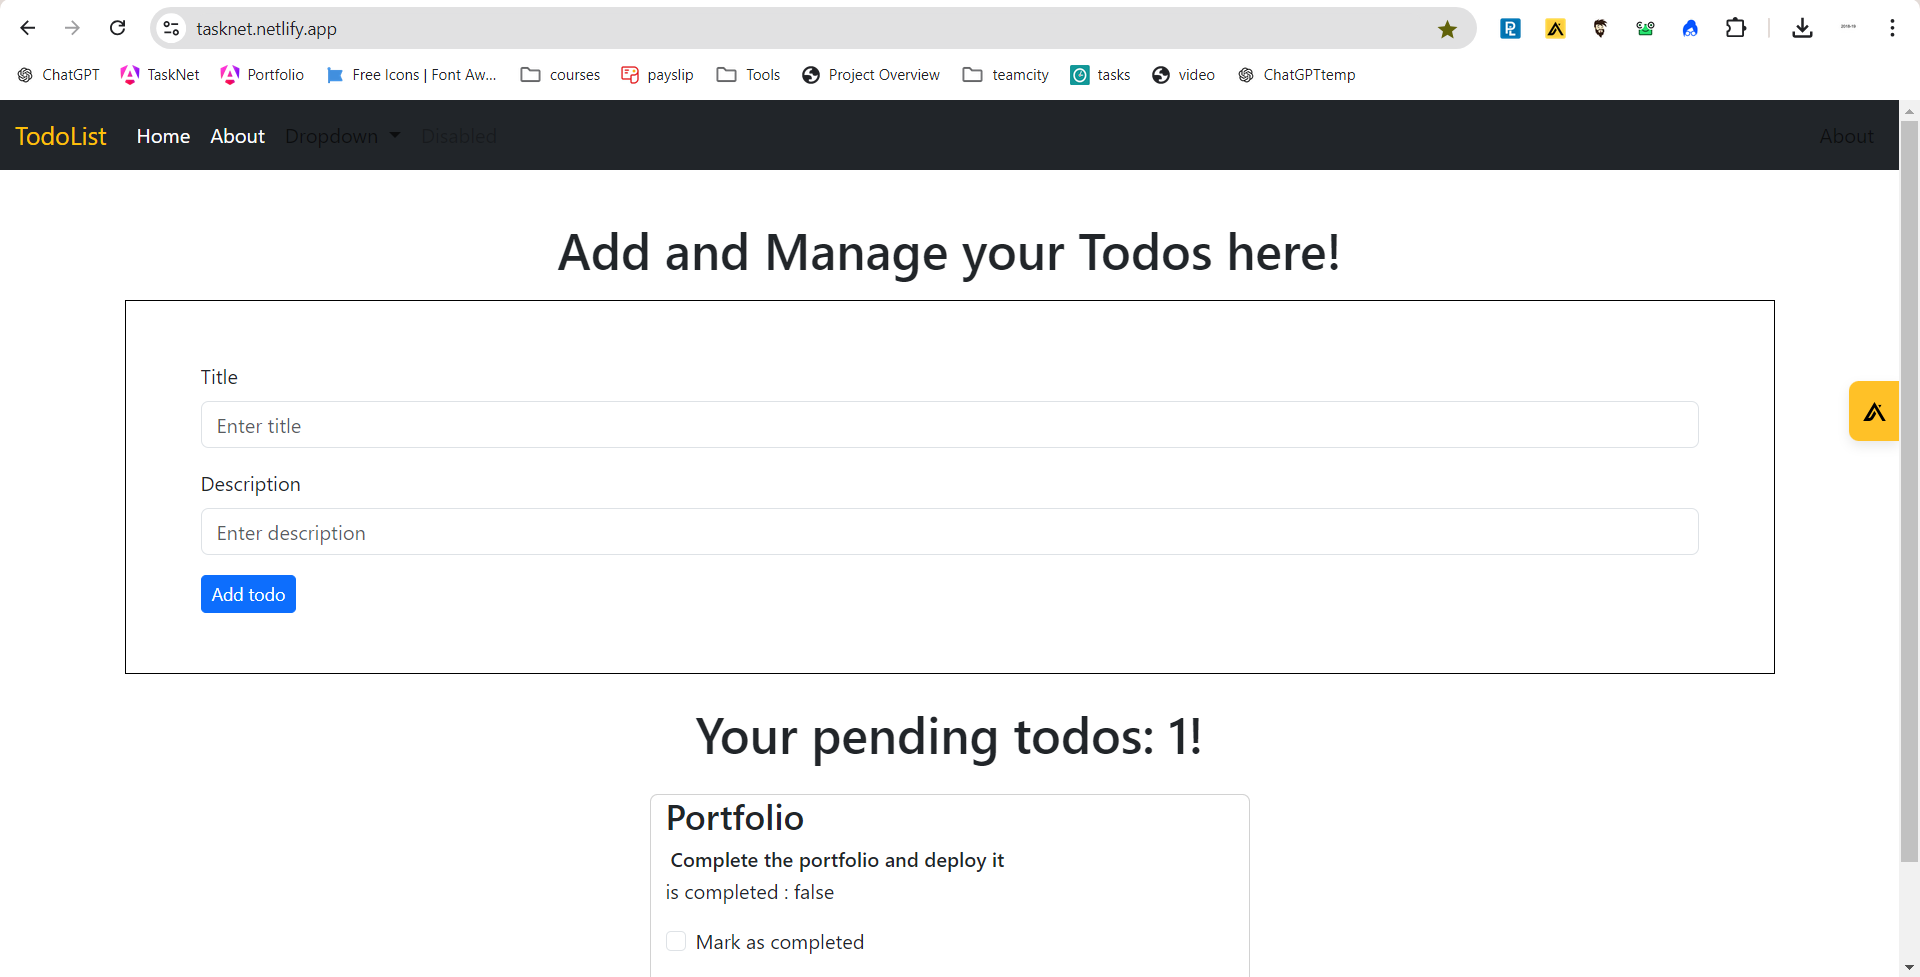 tasknet.netlify.app
ChatGPT TaskNet Portfolio Free Icons | Font Aw... courses payslip Tools Project Overview teamcity tasks video ChatGPTtemp
TodoList Home About Dropdown Disabled About
Add and Manage your Todos here!
Title
Enter title
Description
Enter description
Add todo
Your pending todos: 1!
Portfolio
Complete the portfolio and deploy it
is completed : false
Mark as completed